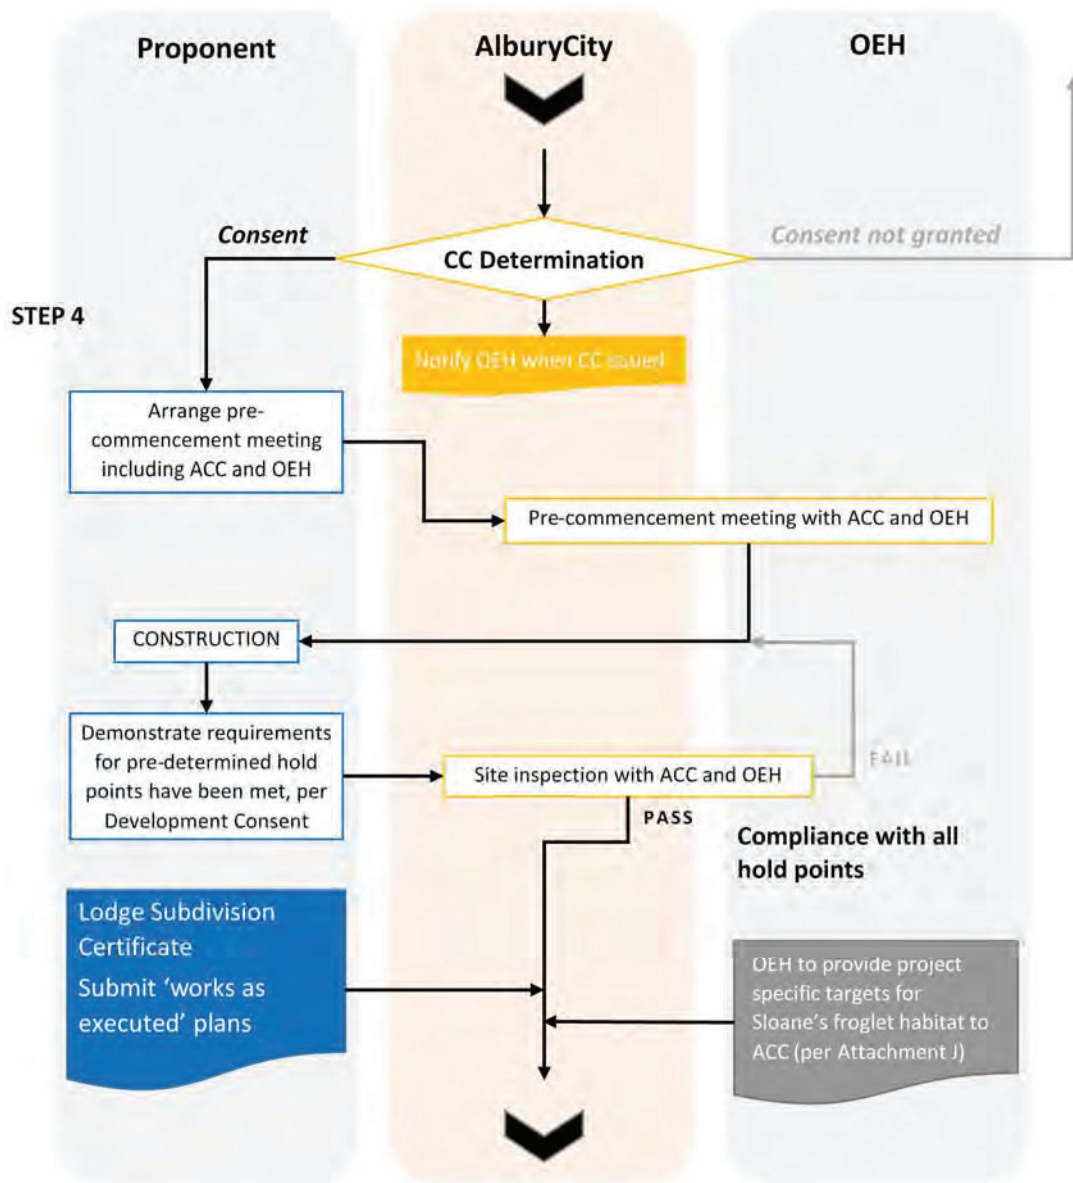 Proponent
AlburyCity
OEH
Consent
Consent not granted
CC Determination
STEP 4
Notify OEH when CC issued
Arrange pre-
commencement meeting
including ACC and OEH
Pre-commencement meeting with ACC and OEH
CONSTRUCTION
Demonstrate requirements
for pre-determined hold
points have been met, per
Development Consent
Site inspection with ACC and OEH
FAIL
PASS
Compliance with all
hold points
Lodge Subdivision
Certificate
Submit ‘works as
executed’ plans
OEH to provide project
specific targets for
Sloane’s froglet habitat to
ACC (per Attachment J)